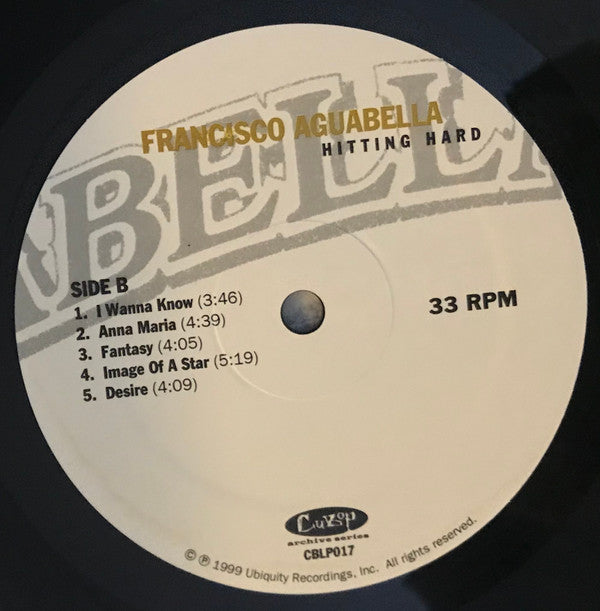 ABELLA
FRANCISCO AGUABELLA
HITTING HARD
SIDE B
1. I Wanna Know (3:46)
2. Anna Maria (4:39)
3. Fantasy (4:05)
4. Image Of A Star (5:19)
5. Desire (4:09)
33 RPM
CuBop
archive series
CBLP017
© ℗ 1999 Ubiquity Recordings, Inc. All rights reserved.